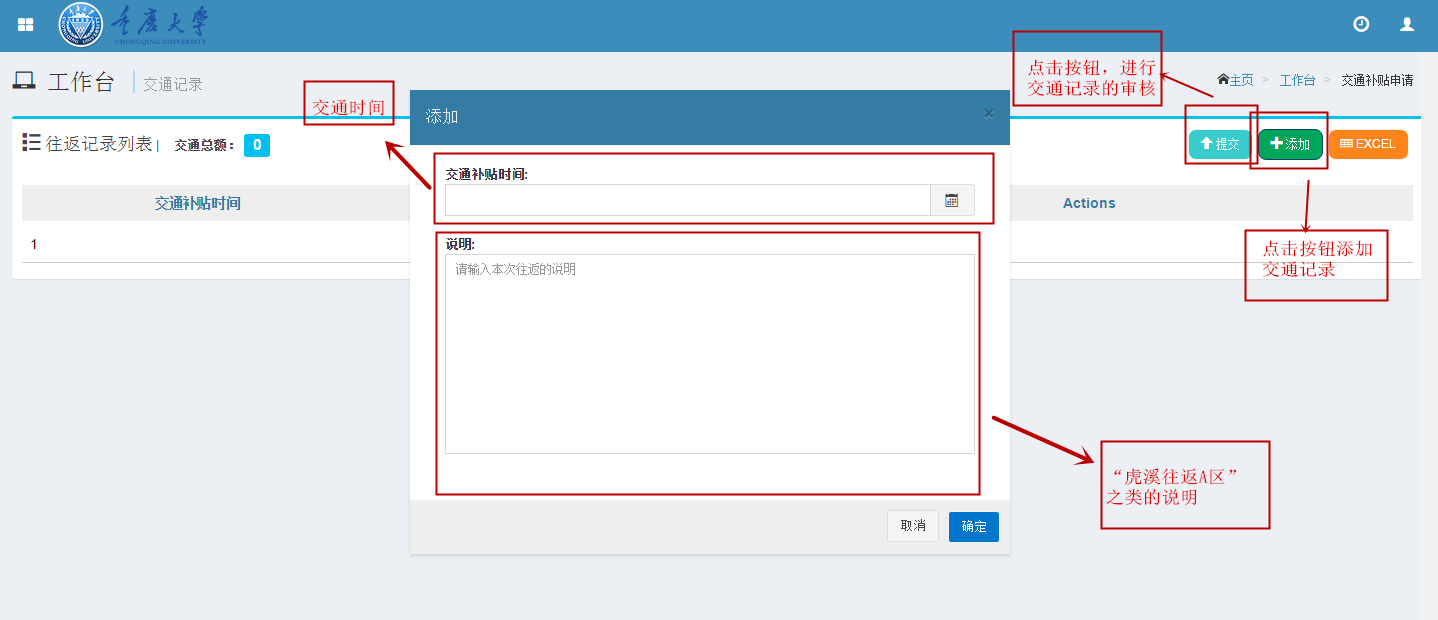 重庆大学
CHONGQING UNIVERSITY
工作台
交通记录
主页 > 工作台 > 交通补贴申请
点击按钮，进行
交通记录的审核
交通时间
往返记录列表| 交通总额： 0
提交
添加
EXCEL
交通补贴时间
Actions
1
添加
×
交通补贴时间:
说明:
请输入本次往返的说明
取消
确定
点击按钮添加
交通记录
“虎溪往返A区”
之类的说明